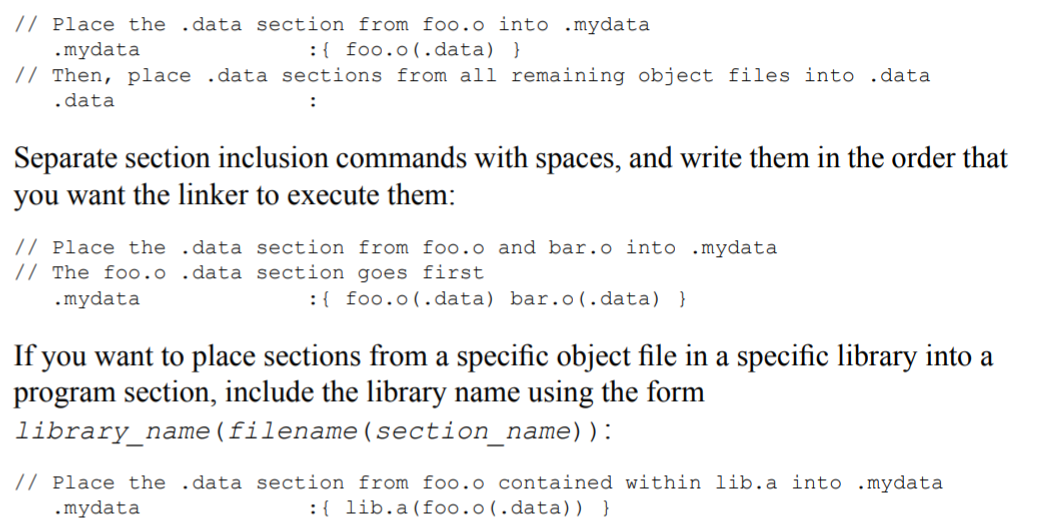 // Place the .data section from foo.o into .mydata
.mydata :{ foo.o(.data) }
// Then, place .data sections from all remaining object files into .data
.data :
Separate section inclusion commands with spaces, and write them in the order that
you want the linker to execute them:
// Place the .data section from foo.o and bar.o into .mydata
// The foo.o .data section goes first
.mydata :{ foo.o(.data) bar.o(.data) }
If you want to place sections from a specific object file in a specific library into a
program section, include the library name using the form
library_name(filename(section_name)):
// Place the .data section from foo.o contained within lib.a into .mydata
.mydata :{ lib.a(foo.o(.data)) }